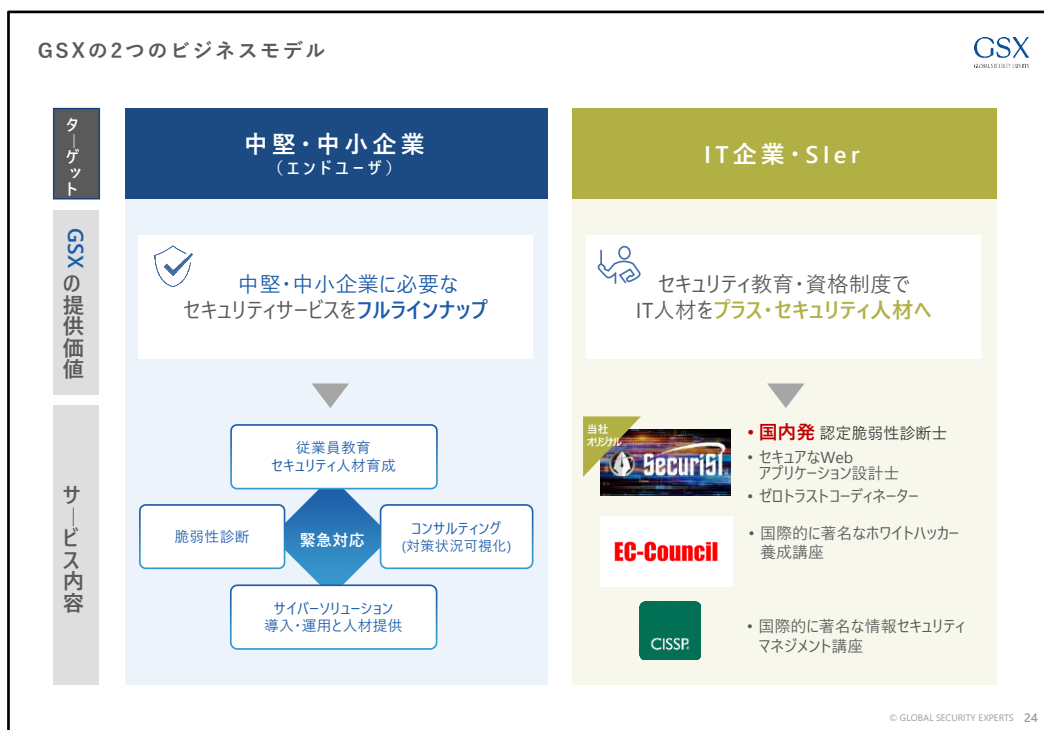 GSXの2つのビジネスモデル
GSX
GLOBAL SECURITY EXPERTS
ターゲット
中堅・中小企業
（エンドユーザ）
IT企業・SIer
GSXの提供価値
中堅・中小企業に必要な
セキュリティサービスをフルラインナップ
セキュリティ教育・資格制度で
IT人材をプラス・セキュリティ人材へ
サービス内容
従業員教育
セキュリティ人材育成
脆弱性診断
緊急対応
コンサルティング
(対策状況可視化)
サイバーソリューション
導入・運用と人材提供
当社
オリジナル
SecuriST
• 国内発 認定脆弱性診断士
• セキュアなWeb
アプリケーション設計士
• ゼロトラストコーディネーター
EC-Council
• 国際的に著名なホワイトハッカー
養成講座
CISSP
• 国際的に著名な情報セキュリティ
マネジメント講座
© GLOBAL SECURITY EXPERTS 24